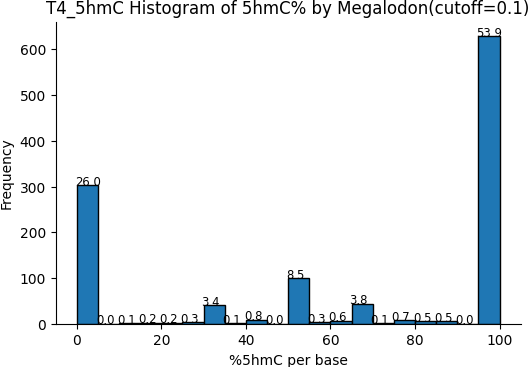 T4_5hmC Histogram of 5hmC% by Megalodon(cutoff=0.1)
Frequency
600
500
400
300
200
100
0
26.0 0.0 0.1 0.2 0.2 0.3 3.4 0.1 0.8 0.0 8.5 0.3 0.6 3.8 0.1 0.7 0.5 0.5 0.0 53.9
0 20 40 60 80 100
%5hmC per base